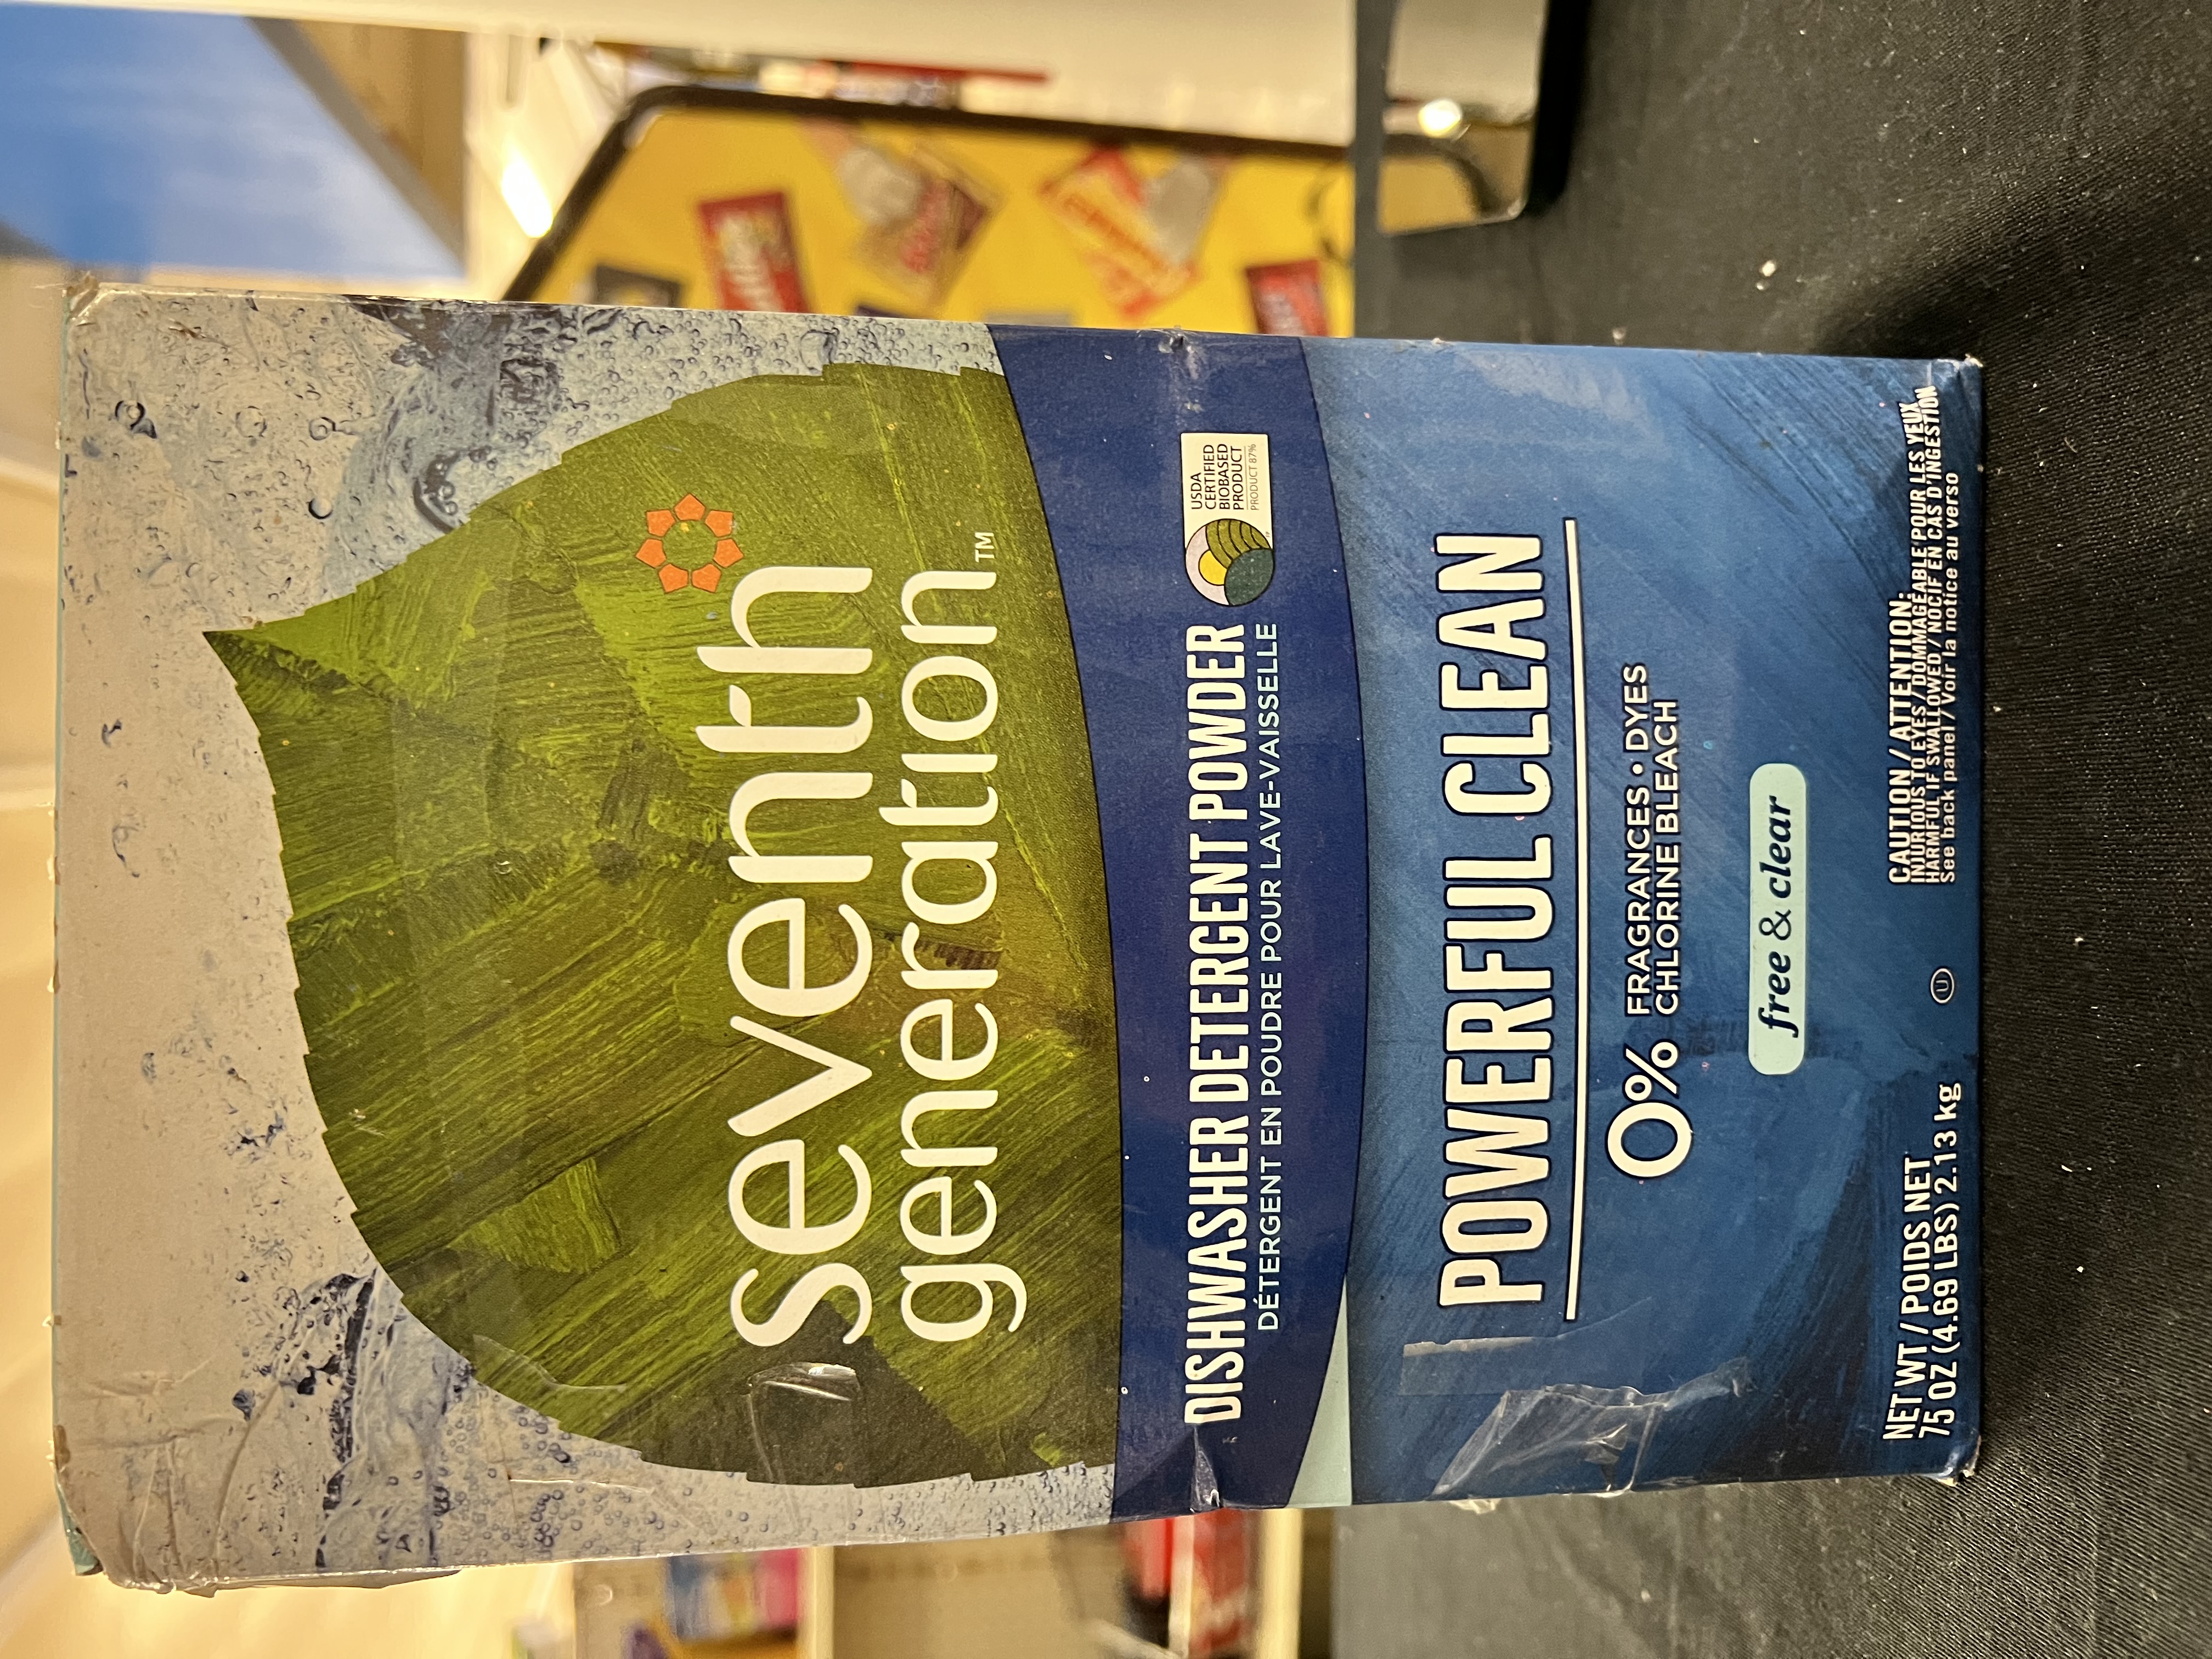 seventh
generation™
DISHWASHER DETERGENT POWDER
DÉTERGENT EN POUDRE POUR LAVE-VAISSELLE
USDA
CERTIFIED
BIOBASED
PRODUCT
PRODUCT 87%
POWERFUL CLEAN
0% FRAGRANCES • DYES
CHLORINE BLEACH
free & clear
NET WT / POIDS NET
75 OZ (4.69 LBS) 2.13 kg
U
CAUTION / ATTENTION:
INJURIOUS TO EYES / DOMMAGEABLE POUR LES YEUX
HARMFUL IF SWALLOWED / NOCIF EN CAS D'INGESTION
See back panel / Voir la notice au verso